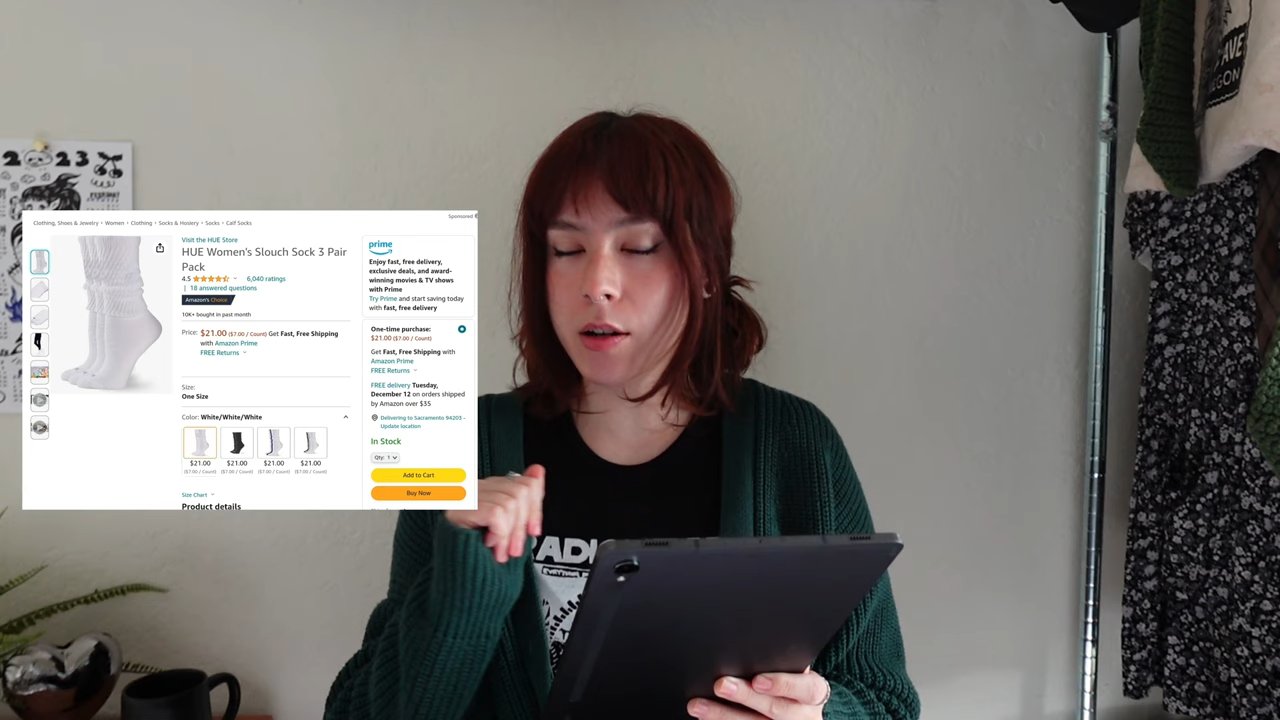 2023
Sponsored
Clothing, Shoes & Jewelry › Women › Clothing › Socks & Hosiery › Socks › Calf Socks
Visit the HUE Store
HUE Women's Slouch Sock 3 Pair
Pack
4.5
6,040 ratings
| 18 answered questions
Amazon's Choice
10K+ bought in past month
Price: $21.00 ($7.00 / Count) Get Fast, Free Shipping
with Amazon Prime
FREE Returns
Size:
One Size
Color: White/White/White
$21.00 $21.00 $21.00 $21.00
($7.00 / Count) ($7.00 / Count) ($7.00 / Count) ($7.00 / Count)
Size Chart
Product details
prime
Enjoy fast, free delivery,
exclusive deals, and award-
winning movies & TV shows
with Prime
Try Prime and start saving today
with fast, free delivery
One-time purchase:
$21.00 ($7.00 / Count)
Get Fast, Free Shipping with
Amazon Prime
FREE Returns
FREE delivery Tuesday,
December 12 on orders shipped
by Amazon over $35
Delivering to Sacramento 94203 -
Update location
In Stock
Qty: 1
Add to Cart
Buy Now
RADI